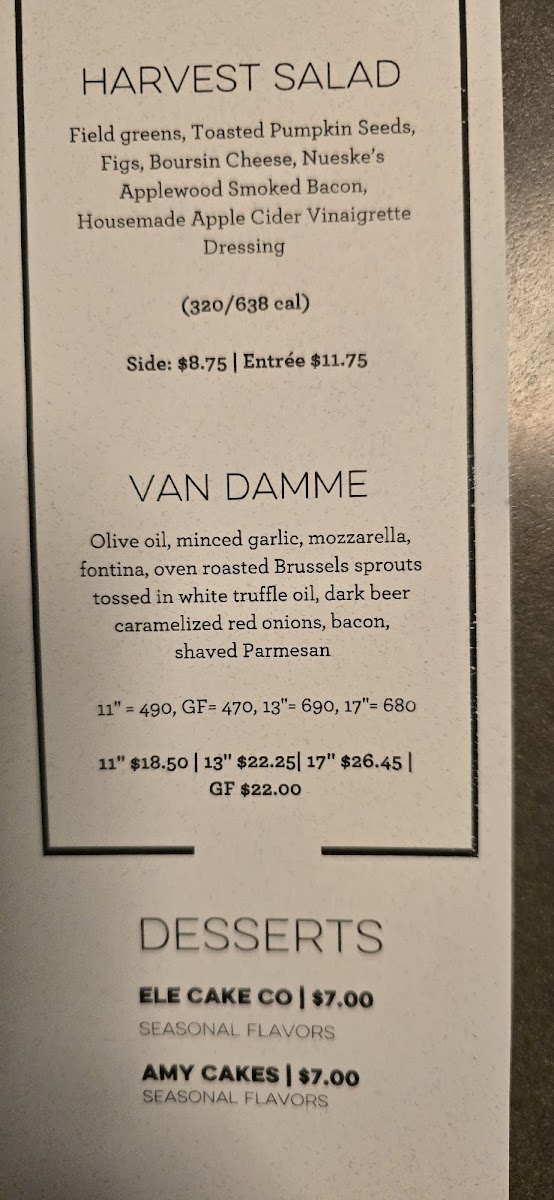 HARVEST SALAD
Field greens, Toasted Pumpkin Seeds,
Figs, Boursin Cheese, Nueske's
Applewood Smoked Bacon,
Housemade Apple Cider Vinaigrette
Dressing
(320/638 cal)
Side: $8.75 | Entrée $11.75
VAN DAMME
Olive oil, minced garlic, mozzarella,
fontina, oven roasted Brussels sprouts
tossed in white truffle oil, dark beer
caramelized red onions, bacon,
shaved Parmesan
11" = 490, GF= 470, 13"= 690, 17"= 680
11" $18.50 | 13" $22.25| 17" $26.45 |
GF $22.00
DESSERTS
ELE CAKE CO | $7.00
SEASONAL FLAVORS
AMY CAKES | $7.00
SEASONAL FLAVORS